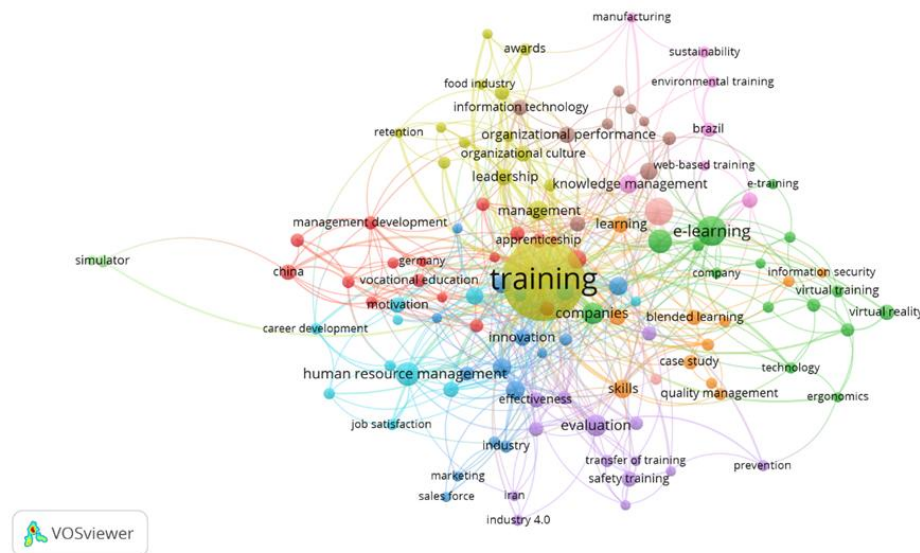 manufacturing
awards
sustainability
food industry
environmental training
information technology
retention
organizational performance
brazil
organizational culture
web-based training
leadership
knowledge management
e-training
management
learning
management development
e-learning
apprenticeship
simulator
germany
china
training
company
information security
vocational education
virtual training
motivation
companies
virtual reality
blended learning
career development
innovation
case study
human resource management
technology
skills
quality management
effectiveness
ergonomics
job satisfaction
evaluation
industry
transfer of training
prevention
marketing
safety training
sales force
iran
industry 4.0
VOSviewer